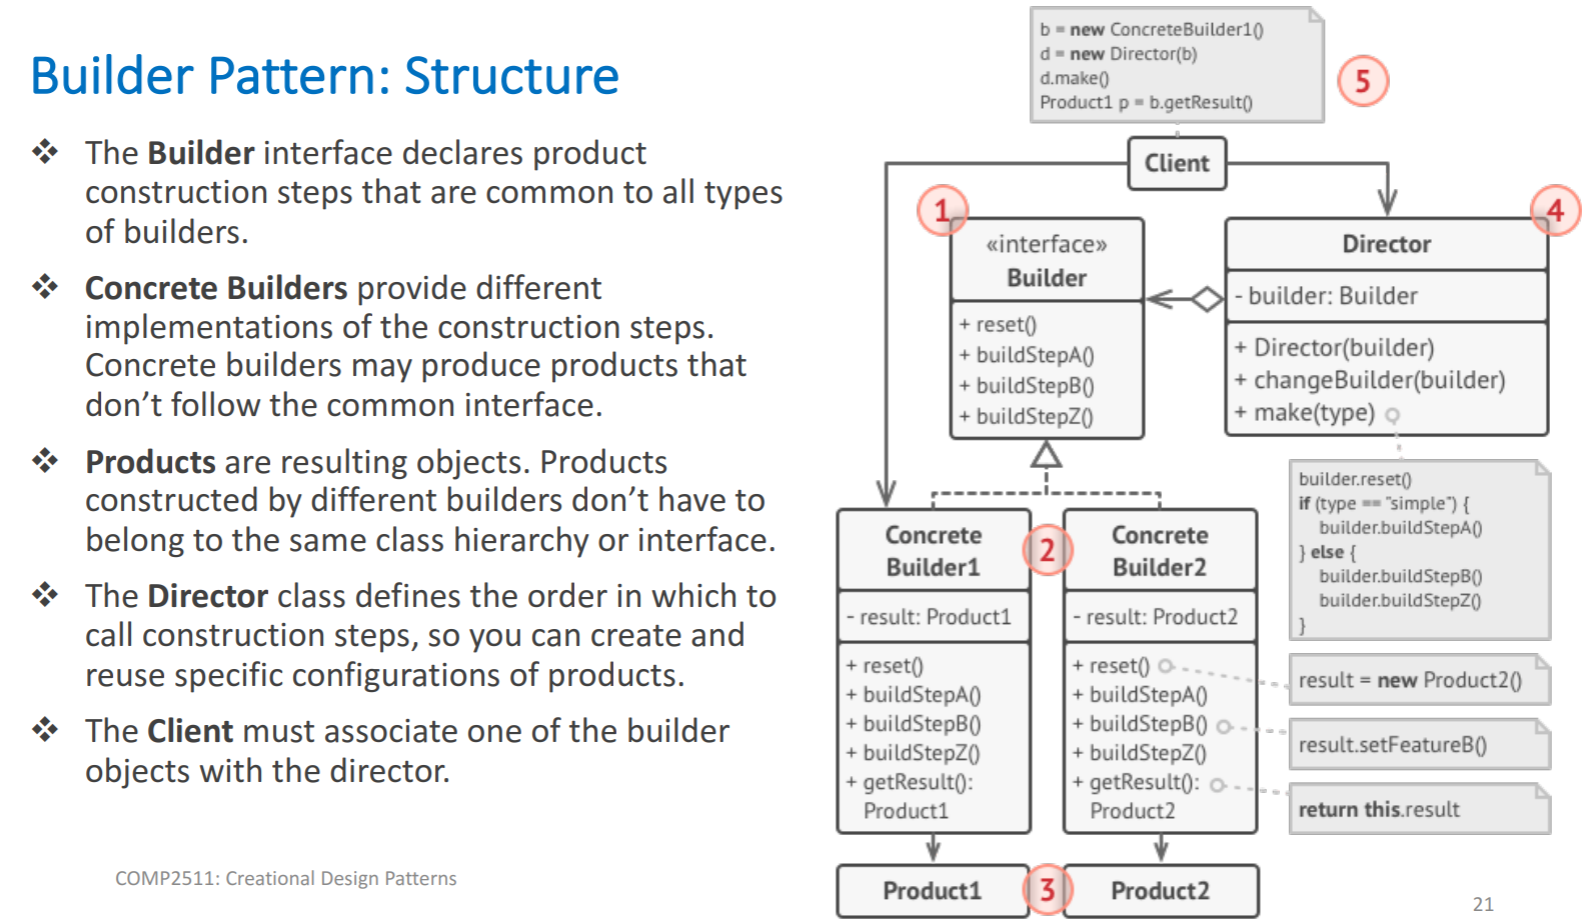 Builder Pattern: Structure
❖ The Builder interface declares product
construction steps that are common to all types
of builders.
❖ Concrete Builders provide different
implementations of the construction steps.
Concrete builders may produce products that
don’t follow the common interface.
❖ Products are resulting objects. Products
constructed by different builders don’t have to
belong to the same class hierarchy or interface.
❖ The Director class defines the order in which to
call construction steps, so you can create and
reuse specific configurations of products.
❖ The Client must associate one of the builder
objects with the director.
b = new ConcreteBuilder1()
d = new Director(b)
d.make()
Product1 p = b.getResult()
5
Client
1
«interface»
Builder
+ reset()
+ buildStepA()
+ buildStepB()
+ buildStepZ()
4
Director
- builder: Builder
+ Director(builder)
+ changeBuilder(builder)
+ make(type)
builder.reset()
if (type == "simple") {
builder.buildStepA()
} else {
builder.buildStepB()
builder.buildStepZ()
}
Concrete
Builder1
- result: Product1
+ reset()
+ buildStepA()
+ buildStepB()
+ buildStepZ()
+ getResult():
Product1
2
Concrete
Builder2
- result: Product2
+ reset()
+ buildStepA()
+ buildStepB()
+ buildStepZ()
+ getResult():
Product2
result = new Product2()
result.setFeatureB()
return this.result
Product1
3
Product2
COMP2511: Creational Design Patterns
21